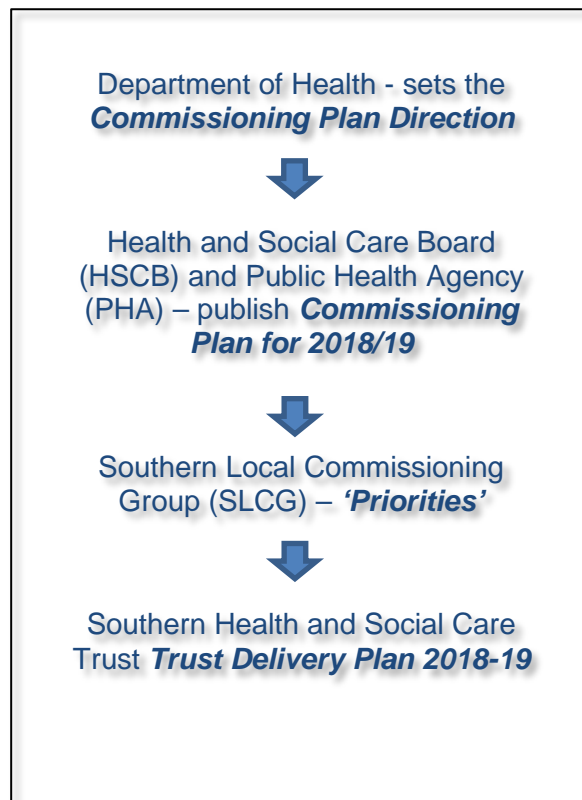 Department of Health - sets the
Commissioning Plan Direction
Health and Social Care Board
(HSCB) and Public Health Agency
(PHA) – publish Commissioning
Plan for 2018/19
Southern Local Commissioning
Group (SLCG) – ‘Priorities’
Southern Health and Social Care
Trust Trust Delivery Plan 2018-19